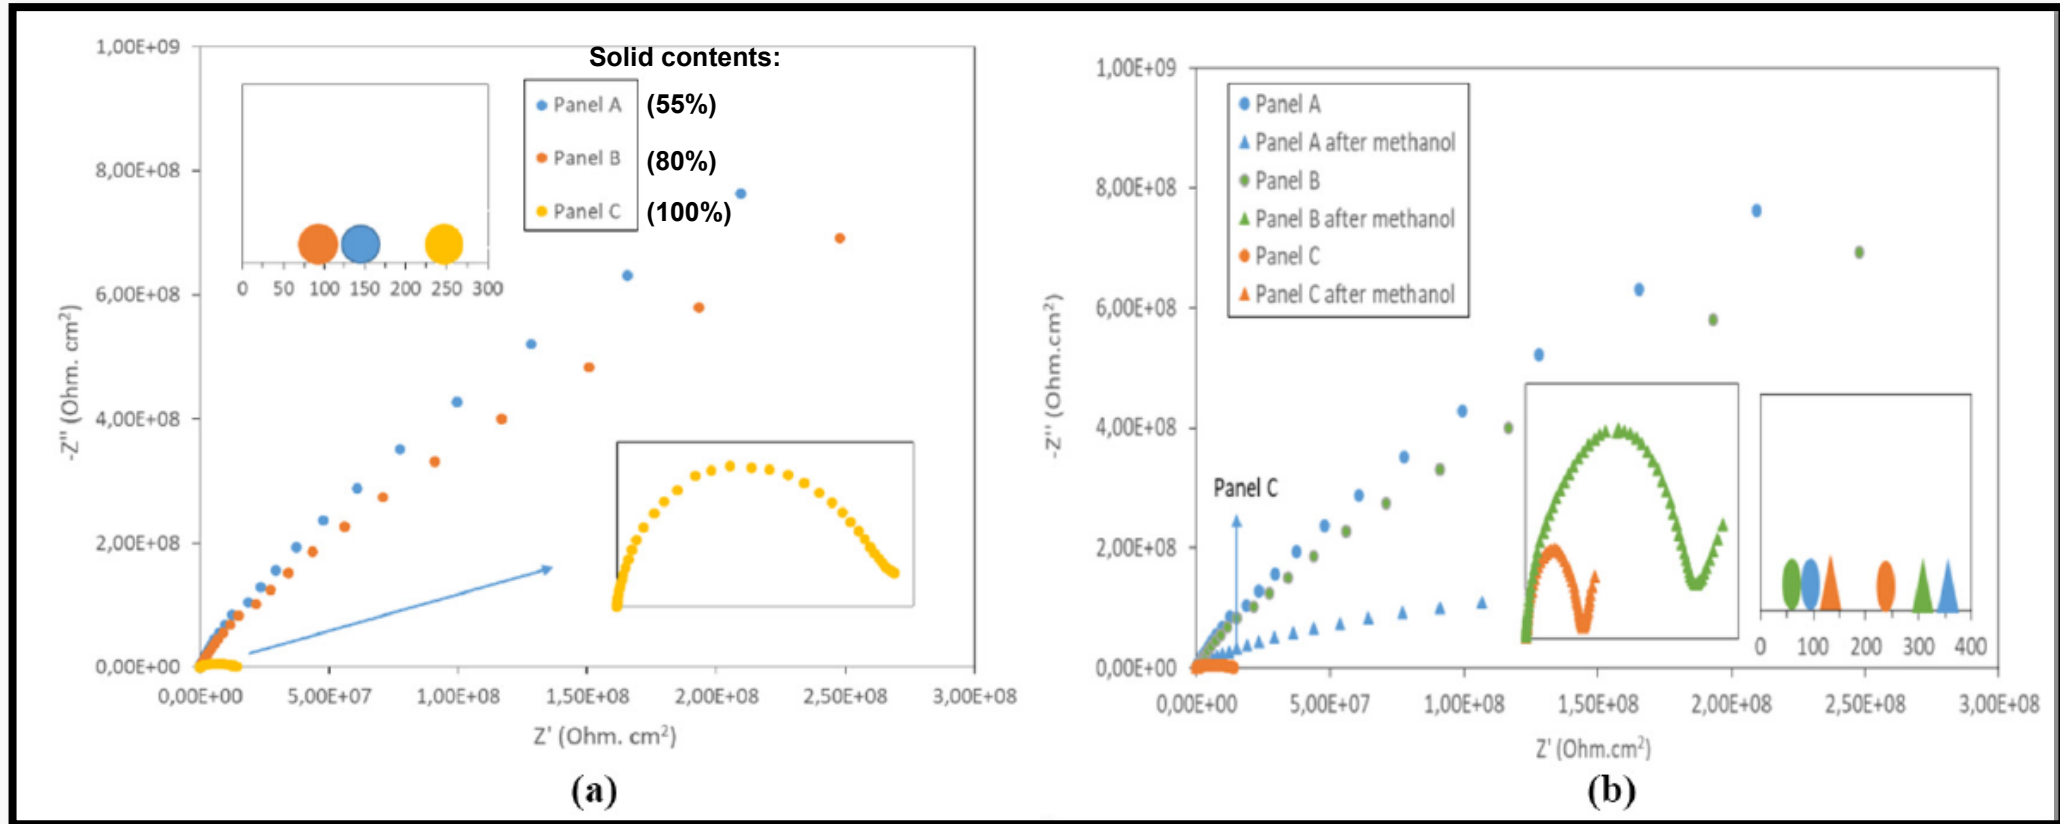 Solid contents:
Panel A (55%)
Panel B (80%)
Panel C (100%)
1,00E+09
8,00E+08
6,00E+08
4,00E+08
2,00E+08
0,00E+00
-Z'' (Ohm. cm²)
0 50 100 150 200 250 300
0,00E+00 5,00E+07 1,00E+08 1,50E+08 2,00E+08 2,50E+08 3,00E+08
Z' (Ohm. cm²)
(a)
1,00E+09
8,00E+08
6,00E+08
4,00E+08
2,00E+08
0,00E+00
-Z'' (Ohm.cm²)
Panel A
Panel A after methanol
Panel B
Panel B after methanol
Panel C
Panel C after methanol
Panel C
0 100 200 300 400
0,00E+00 5,00E+07 1,00E+08 1,50E+08 2,00E+08 2,50E+08 3,00E+08
Z' (Ohm.cm²)
(b)